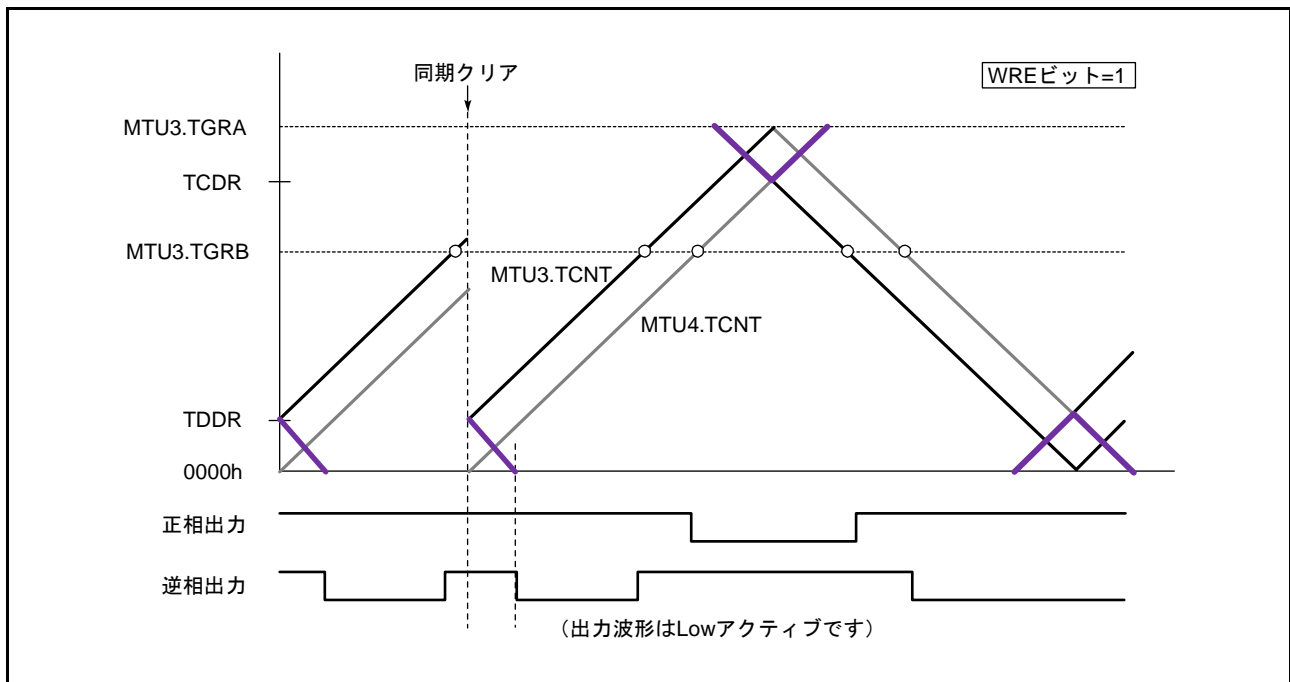 同期クリア
WREビット=1
MTU3.TGRA
TCDR
MTU3.TGRB
MTU3.TCNT
MTU4.TCNT
TDDR
0000h
正相出力
逆相出力
（出力波形はLowアクティブです）